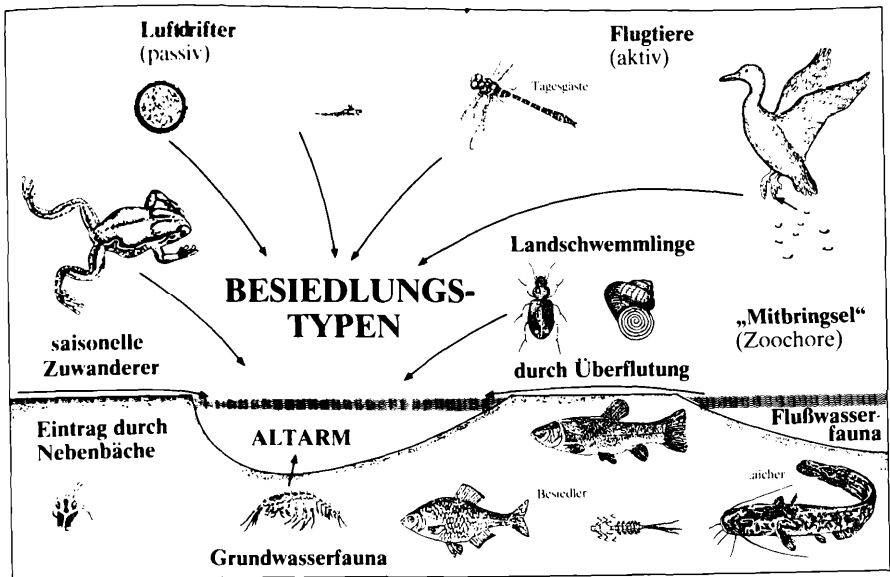 Luftdrifter
(passiv)
Flugtiere
(aktiv)
Tagesgäste
Landschwemmlinge
BESIEDLUNGS-
TYPEN
„Mitbringsel“
(Zoochore)
saisonelle
Zuwanderer
durch Überflutung
Eintrag durch
Nebenbäche
ALTARM
Flußwasser-
fauna
Besiedler
aicher
Grundwasserfauna